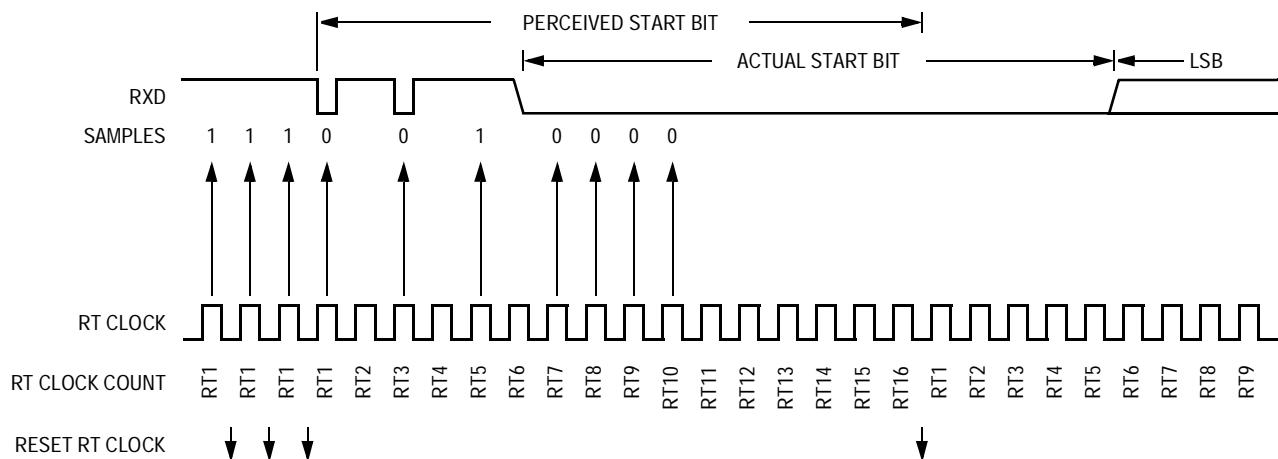 PERCEIVED START BIT
ACTUAL START BIT
LSB
RXD
SAMPLES 1 1 1 0 0 1 0 0 0 0
RT CLOCK
RT CLOCK COUNT RT1 RT1 RT1 RT1 RT2 RT3 RT4 RT5 RT6 RT7 RT8 RT9 RT10 RT11 RT12 RT13 RT14 RT15 RT16 RT1 RT2 RT3 RT4 RT5 RT6 RT7 RT8 RT9
RESET RT CLOCK